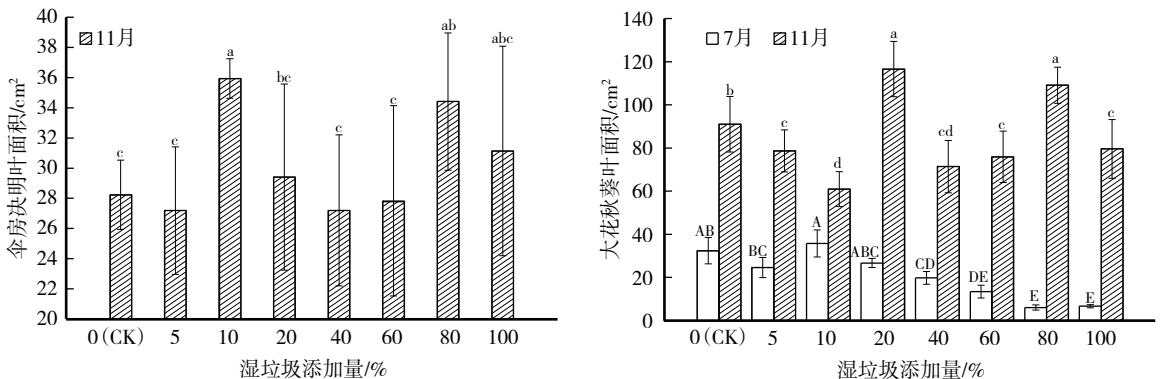 伞房决明叶面积/cm²
40
38
36
34
32
30
28
26
24
22
20
11月
c
c
a
bc
c
c
ab
abc
0(CK) 5 10 20 40 60 80 100
湿垃圾添加量/%
大花秋葵叶面积/cm²
140
120
100
80
60
40
20
0
7月 11月
AB b
BC c
A d
ABC a
CD cd
DE c
E a
E c
0(CK) 5 10 20 40 60 80 100
湿垃圾添加量/%